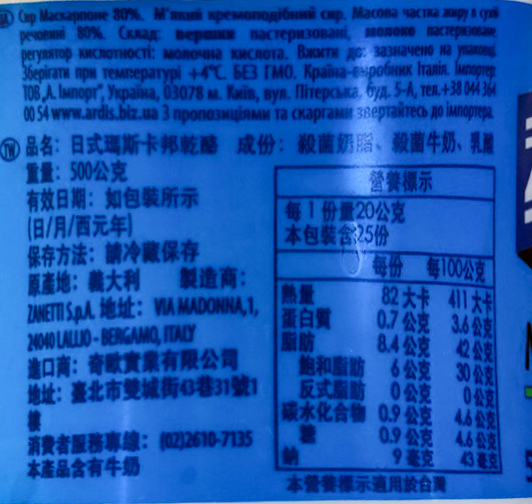 UA Сир Маскарпоне 80%. М'який кремоподібний сир. Масова частка жиру в сухій
речовині 80%. Склад: вершки пастеризовані, молоко пастеризоване,
регулятор кислотності: молочна кислота. Вжити до: зазначено на упаковці.
Зберігати при температурі +4°C. БЕЗ ГМО. Країна-виробник Італія. Імпортер
ТОВ „А. Імпорт", Україна, 03078 м. Київ, вул. Пітерська, буд. 5-А, тел.+38 044 364
00 54 www.ardis.biz.ua З пропозиціями та скаргами звертайтесь до імпортера.
TW 品名: 日式瑪斯卡邦乾酪 成份: 殺菌奶脂、殺菌牛奶、乳酸
重量: 500公克
有效日期: 如包裝所示
(日/月/西元年)
保存方法: 請冷藏保存
原產地: 義大利 製造商:
ZANETTI S.p.A. 地址: VIA MADONNA,1,
24040 LALLIO - BERGAMO, ITALY
進口商: 奇歐實業有限公司
地址: 臺北市雙城街43巷31號1
樓
消費者服務專線: (02)2610-7135
本產品含有牛奶
營養標示
每 1 份量20公克
本包裝含25份
每份 每100公克
熱量 82 大卡 411 大卡
蛋白質 0.7 公克 3.6 公克
脂肪 8.4 公克 42 公克
飽和脂肪 6 公克 30 公克
反式脂肪 0 公克 0 公克
碳水化合物 0.9 公克 4.6 公克
糖 0.9 公克 4.6 公克
鈉 9 毫克 43 毫克
本營養標示適用於台灣